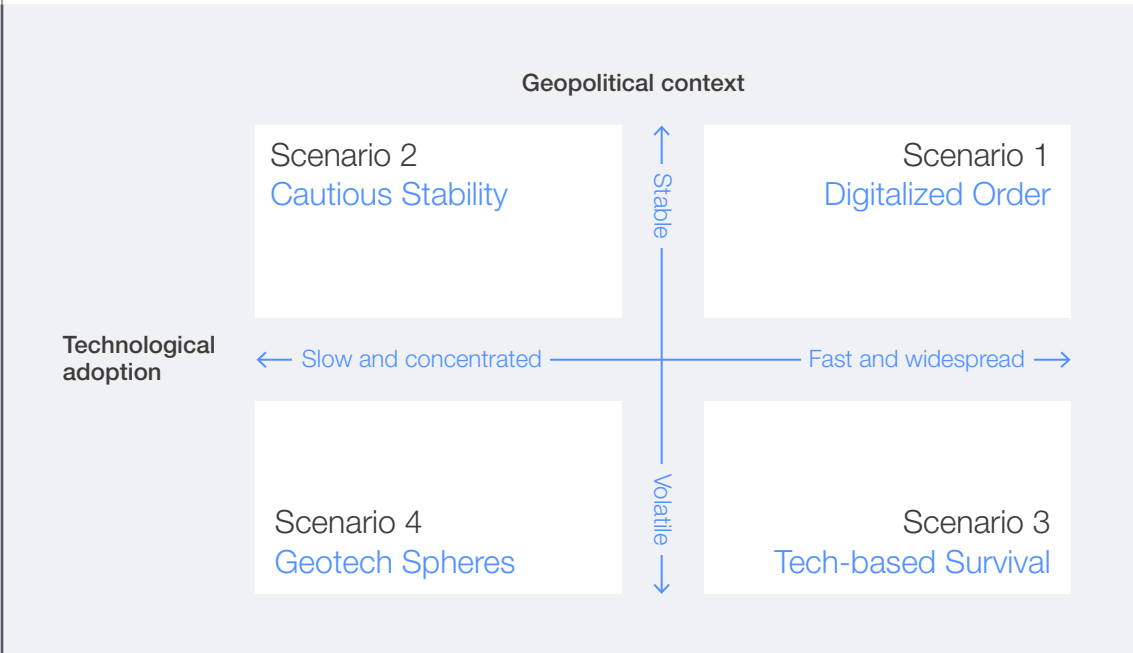 Geopolitical context
Scenario 2
Cautious Stability
Scenario 1
Digitalized Order
Stable
Technological
adoption
Slow and concentrated
Fast and widespread
Volatile
Scenario 4
Geotech Spheres
Scenario 3
Tech-based Survival